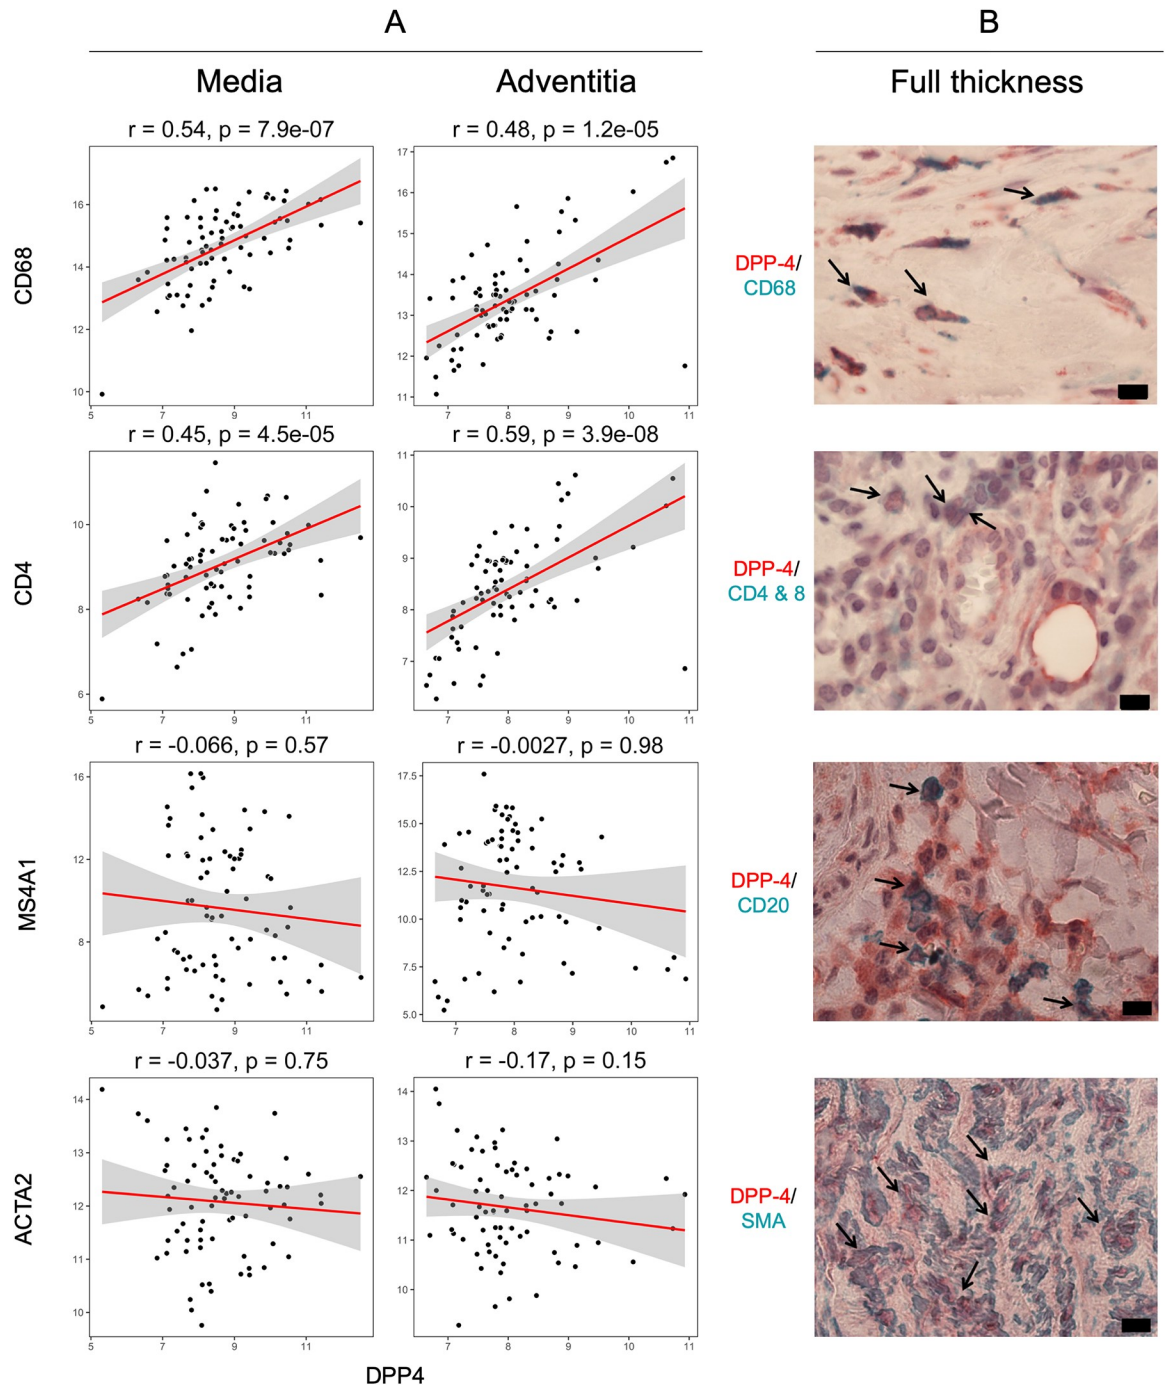 A
B
Media
Adventitia
Full thickness
r = 0.54, p = 7.9e-07
r = 0.48, p = 1.2e-05
CD68
16
14
12
10
5
7
9
11
17
16
15
14
13
12
11
7
8
9
10
11
DPP-4/
CD68
r = 0.45, p = 4.5e-05
r = 0.59, p = 3.9e-08
CD4
10
8
6
5
7
9
11
11
10
9
8
7
7
8
9
10
11
DPP-4/
CD4 & 8
r = -0.066, p = 0.57
r = -0.0027, p = 0.98
MS4A1
16
12
8
5
7
9
11
17.5
15.0
12.5
10.0
7.5
5.0
7
8
9
10
11
DPP-4/
CD20
r = -0.037, p = 0.75
r = -0.17, p = 0.15
ACTA2
14
13
12
11
10
5
7
9
11
14
13
12
11
10
7
8
9
10
11
DPP-4/
SMA
DPP4